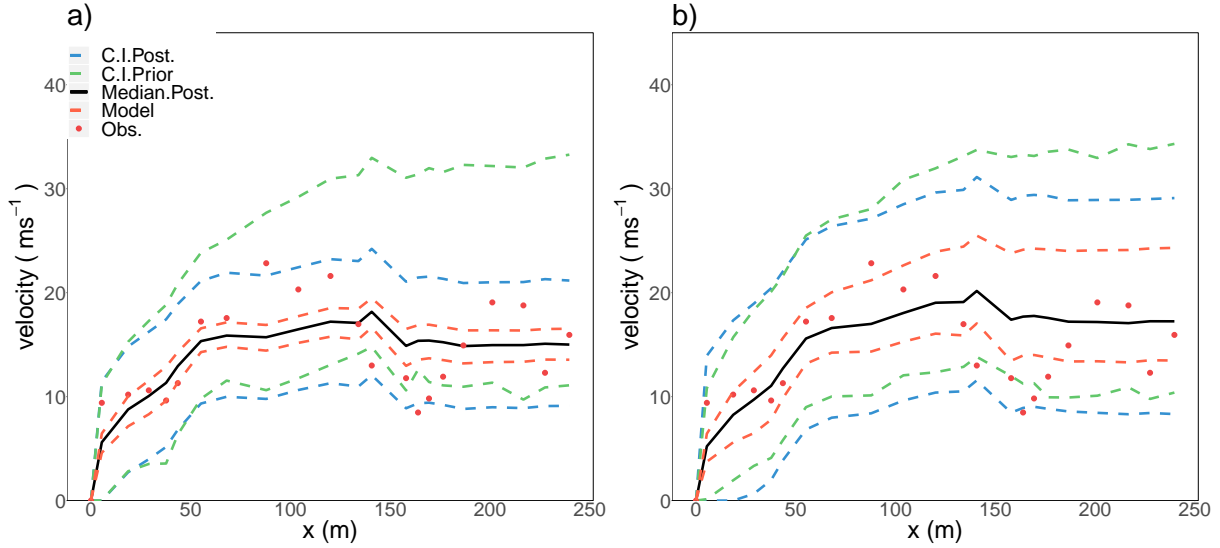 a)
C.I.Post.
C.I.Prior
Median.Post.
Model
Obs.
velocity ( ms⁻¹)
40
30
20
10
0
0 50 100 150 200 250
x (m)
b)
velocity ( ms⁻¹)
40
30
20
10
0
0 50 100 150 200 250
x (m)